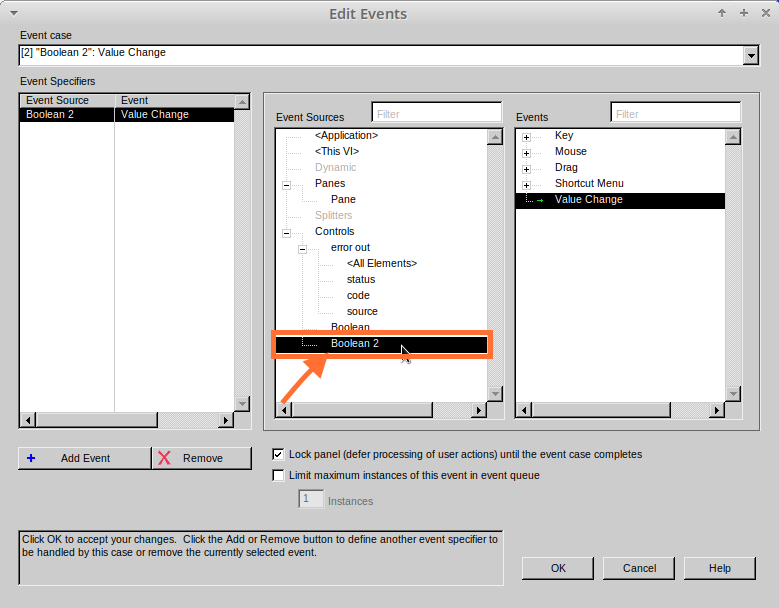 Edit Events
Event case
[2] "Boolean 2": Value Change
Event Specifiers
Event Source Event
Boolean 2 Value Change
Event Sources Filter
<Application>
<This VI>
Dynamic
Panes
Pane
Splitters
Controls
error out
<All Elements>
status
code
source
Boolean
Boolean 2
Events Filter
Key
Mouse
Drag
Shortcut Menu
Value Change
Add Event Remove
Lock panel (defer processing of user actions) until the event case completes
Limit maximum instances of this event in event queue
1 Instances
Click OK to accept your changes.  Click the Add or Remove button to define another event specifier to
be handled by this case or remove the currently selected event.
OK Cancel Help